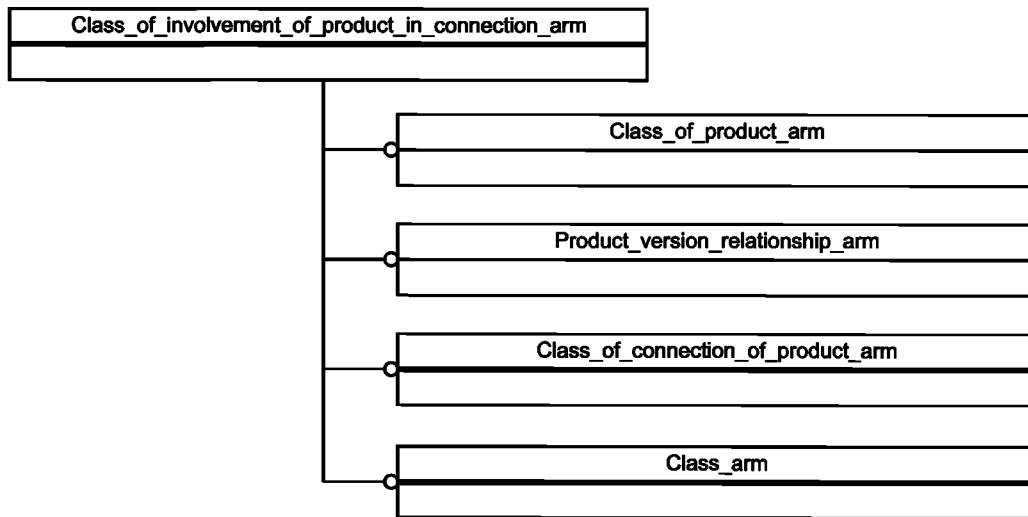 Class_of_involvement_of_product_in_connection_arm
Class_of_product_arm
Product_version_relationship_arm
Class_of_connection_of_product_arm
Class_arm